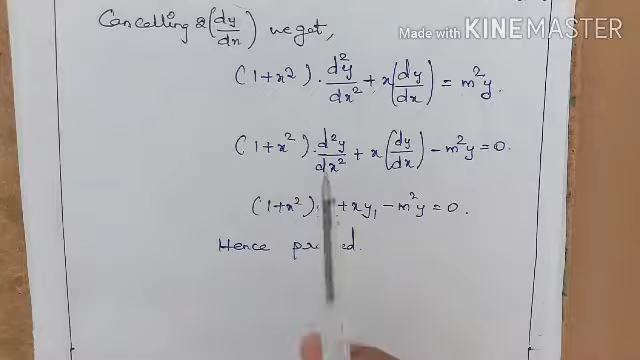 Cancelling 2(dy/dx) we get,
Made with KINEMASTER
(1+x²). d²y/dx² + x(dy/dx) = m²y.
(1+x²). d²y/dx² + x(dy/dx) − m²y = 0.
(1+x²). + xy₁ − m²y = 0.
Hence